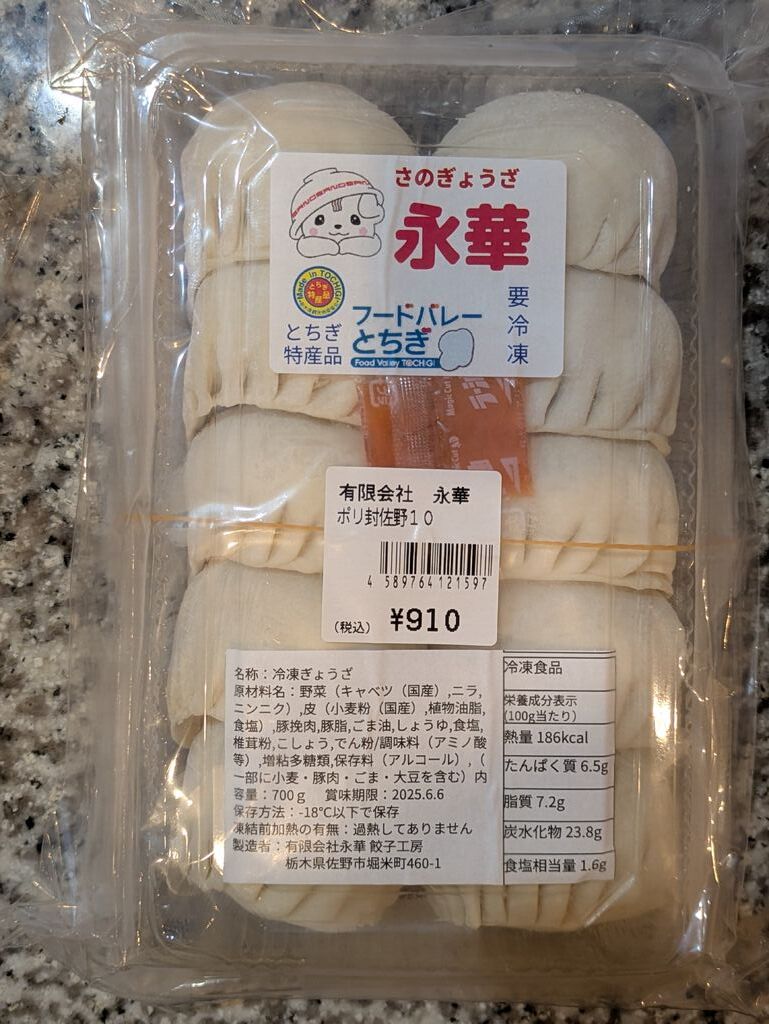 SANOSANOSAN
さのぎょうざ
永華
Made in TOCHIGI
とちぎ
特産品
とちぎ
特産品
フードバレー
とちぎ
Food Valley TOCHIGI
要冷凍
Magic Cut
有限会社 永華
ポリ封佐野10
4 589764 121597
(税込) ¥910
名称:冷凍ぎょうざ
原材料名:野菜(キャベツ(国産),ニラ,
ニンニク),皮(小麦粉(国産),植物油脂,
食塩),豚挽肉,豚脂,ごま油,しょうゆ,食塩,
椎茸粉,こしょう,でん粉/調味料(アミノ酸
等),増粘多糖類,保存料(アルコール),(
一部に小麦・豚肉・ごま・大豆を含む)内
容量:700g 賞味期限:2025.6.6
保存方法:-18℃以下で保存
凍結前加熱の有無:過熱してありません
製造者:有限会社永華 餃子工房
栃木県佐野市堀米町460-1
冷凍食品
栄養成分表示
(100g当たり)
熱量 186kcal
たんぱく質 6.5g
脂質 7.2g
炭水化物 23.8g
食塩相当量 1.6g